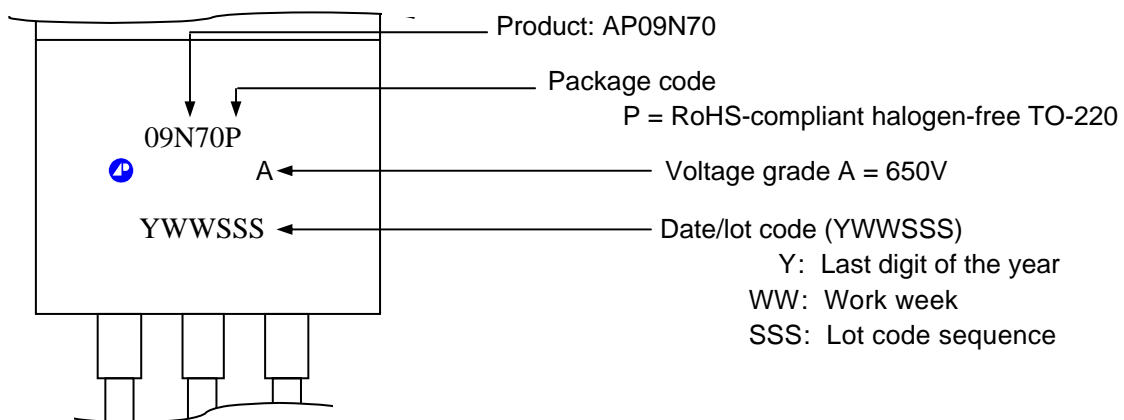 Product: AP09N70
Package code
P = RoHS-compliant halogen-free TO-220
09N70P
AP
A
Voltage grade A = 650V
YWWSSS
Date/lot code (YWWSSS)
Y: Last digit of the year
WW: Work week
SSS: Lot code sequence